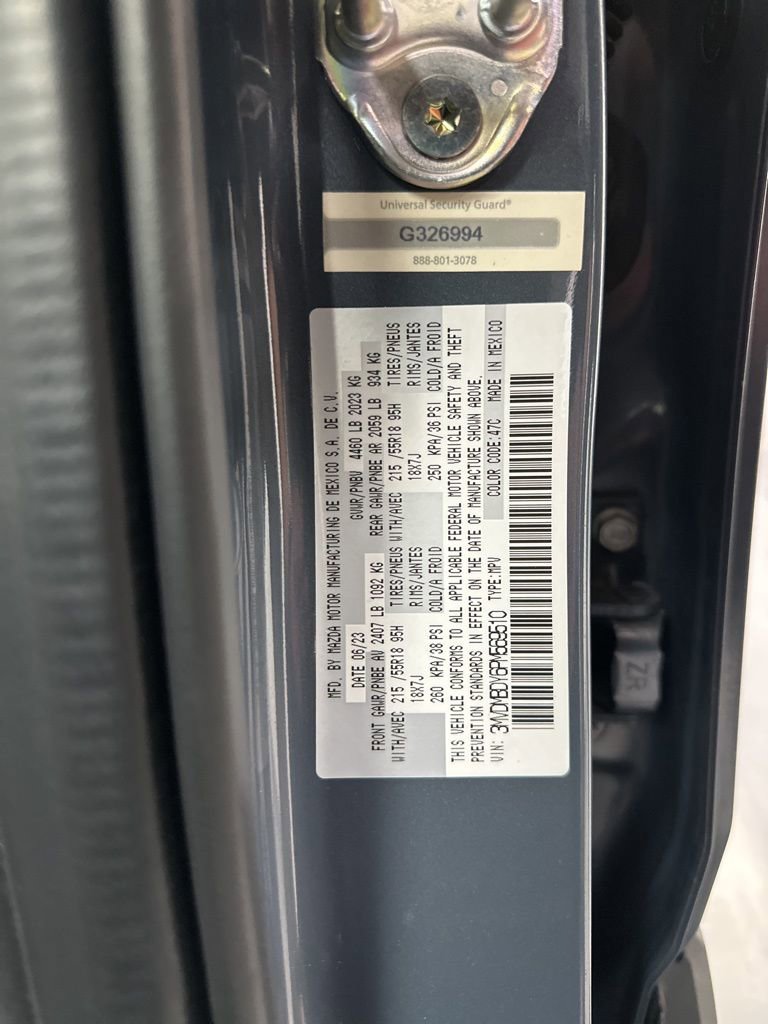 Universal Security Guard®
G326994
888-801-3078
MFD. BY MAZDA MOTOR MANUFACTURING DE MEXICO S.A. DE C.V.
DATE 06/23 GVWR/PNBV 4460 LB 2023 KG
FRONT GAWR/PNBE AV 2407 LB 1092 KG REAR GAWR/PNBE AR 2059 LB 934 KG
WITH/AVEC 215 /55R18 95H TIRES/PNEUS WITH/AVEC 215 /55R18 95H TIRES/PNEUS
18X7J RIMS/JANTES 18X7J RIMS/JANTES
260 KPA/38 PSI COLD/A FROID 250 KPA/36 PSI COLD/A FROID
THIS VEHICLE CONFORMS TO ALL APPLICABLE FEDERAL MOTOR VEHICLE SAFETY AND THEFT
PREVENTION STANDARDS IN EFFECT ON THE DATE OF MANUFACTURE SHOWN ABOVE.
VIN: 3MVDMBDY6PM569510 TYPE:MPV COLOR CODE:47C MADE IN MEXICO
ZR